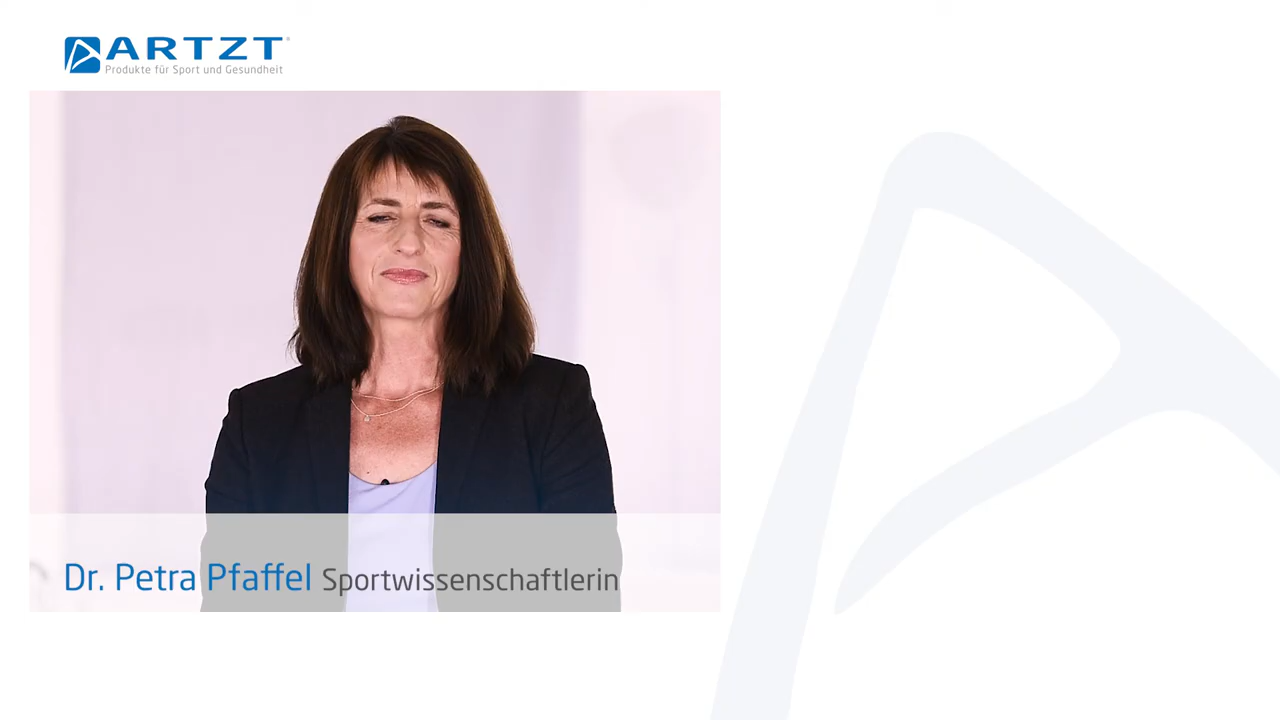 ARTZT®
Produkte für Sport und Gesundheit
Dr. Petra Pfaffel Sportwissenschaftlerin